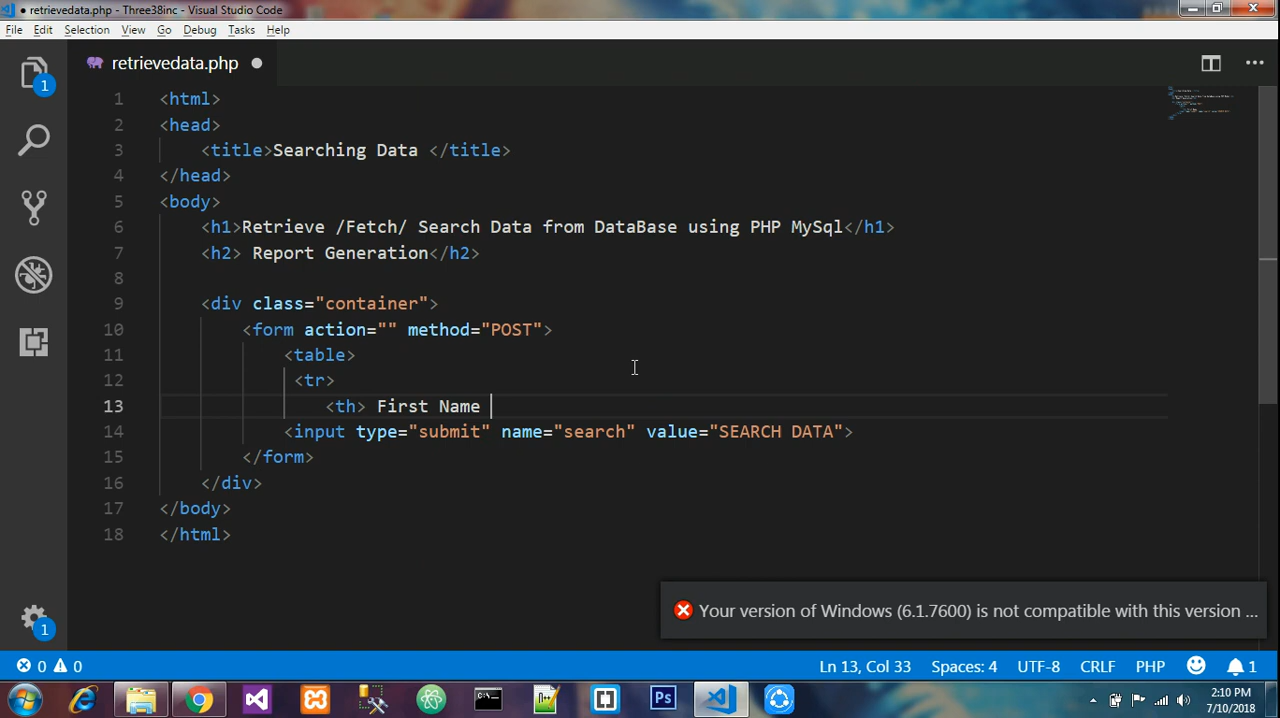 retrievedata.php - Three38inc - Visual Studio Code
File Edit Selection View Go Debug Tasks Help
retrievedata.php
1 <html>
2 <head>
3 <title>Searching Data </title>
4 </head>
5 <body>
6 <h1>Retrieve /Fetch/ Search Data from DataBase using PHP MySql</h1>
7 <h2> Report Generation</h2>
8
9 <div class="container">
10 <form action="" method="POST">
11 <table>
12 <tr>
13 <th> First Name
14 <input type="submit" name="search" value="SEARCH DATA">
15 </form>
16 </div>
17 </body>
18 </html>
1
1
Your version of Windows (6.1.7600) is not compatible with this version ...
0 0 Ln 13, Col 33 Spaces: 4 UTF-8 CRLF PHP 1
Ps
2:10 PM
7/10/2018